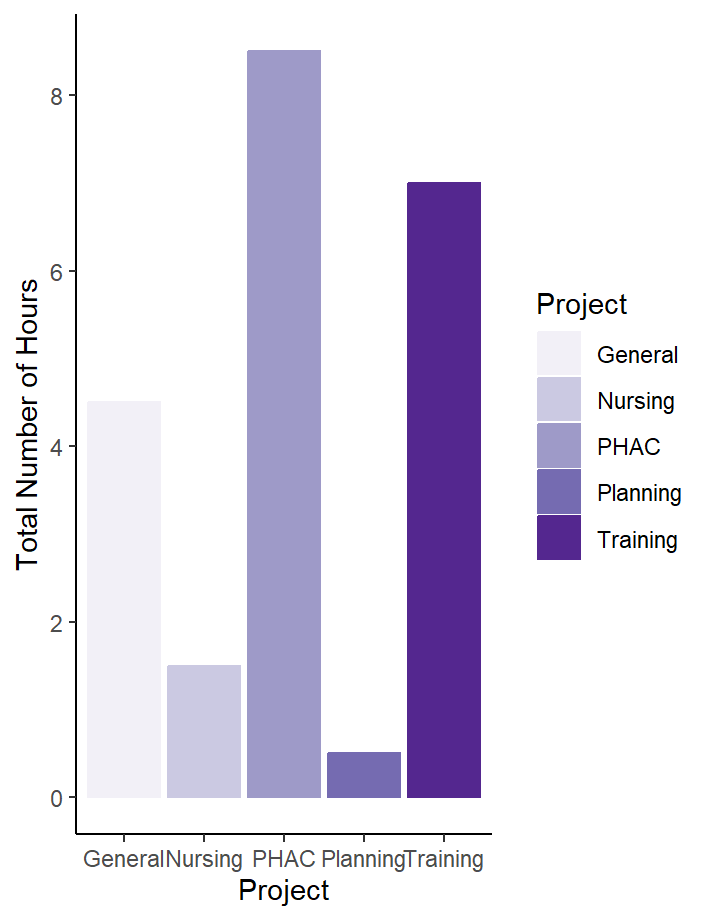 Total Number of Hours
8
6
4
2
0
General Nursing PHAC Planning Training
Project
Project
General
Nursing
PHAC
Planning
Training